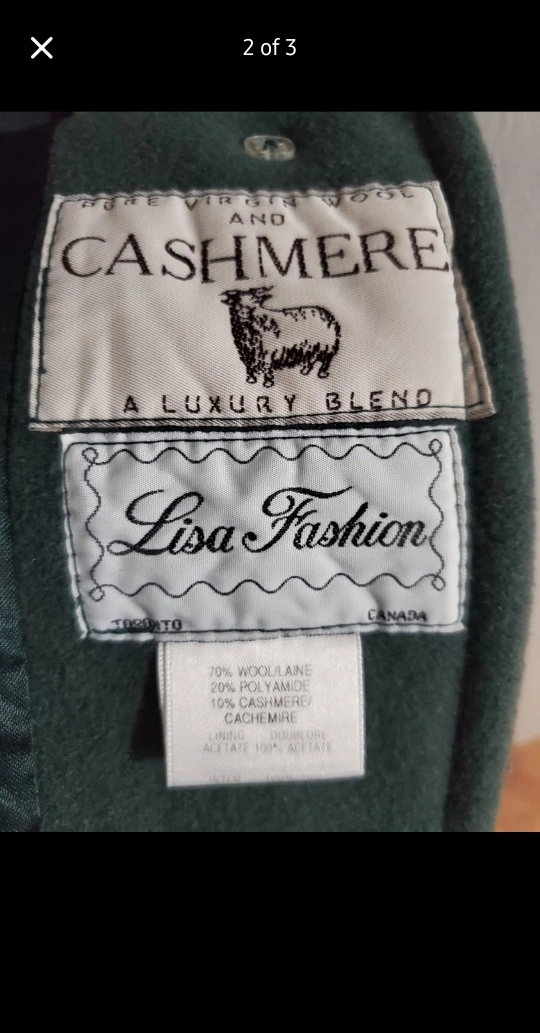 2 of 3
PURE VIRGIN WOOL
AND
CASHMERE
A LUXURY BLEND
Lisa Fashion
TORONTO CANADA
70% WOOL/LAINE
20% POLYAMIDE
10% CASHMERE/
CACHEMIRE
LINING DOUBLURE
ACETATE 100% ACETATE